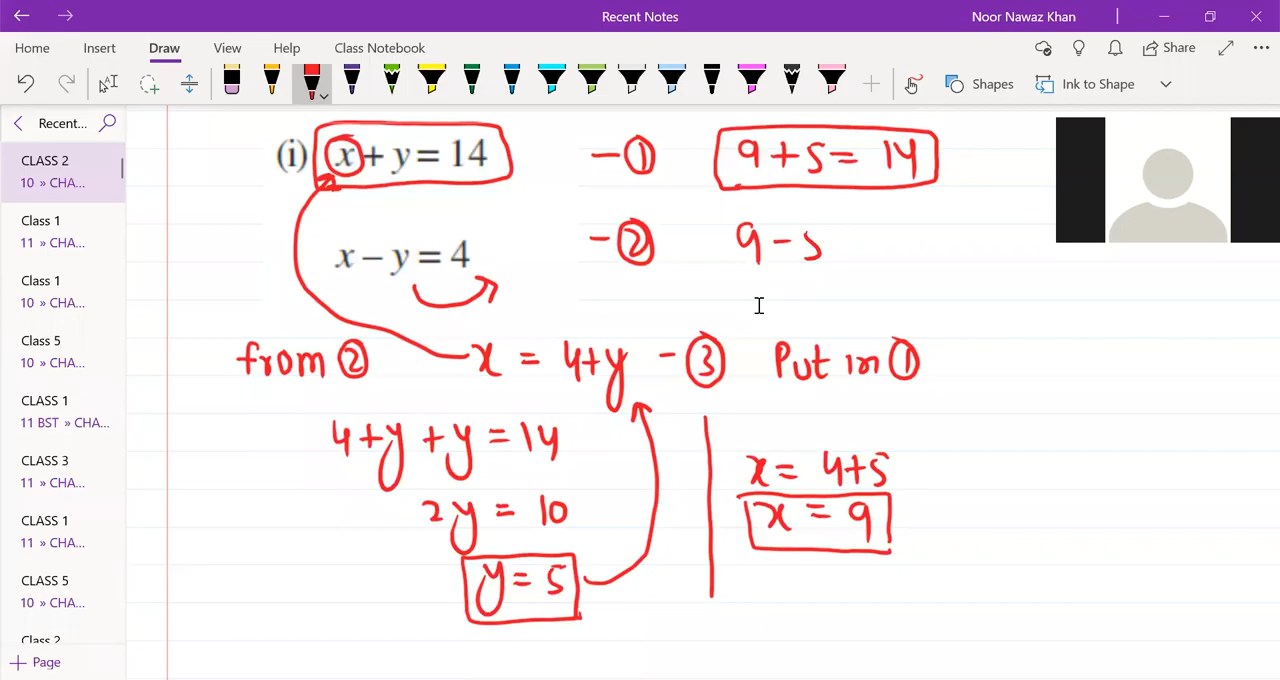 Recent Notes
Noor Nawaz Khan
Home Insert Draw View Help Class Notebook
Share
Shapes
Ink to Shape
Recent...
CLASS 2
10 » CHA...
Class 1
11 » CHA...
Class 1
10 » CHA...
Class 5
10 » CHA...
CLASS 1
11 BST » CHA...
CLASS 3
11 » CHA...
CLASS 1
11 » CHA...
CLASS 5
10 » CHA...
Class 2
+ Page
(i) x + y = 14 - ① 9 + 5 = 14
x - y = 4 - ② 9 - 5
from ② x = 4+y - ③ Put in ①
4+y +y = 14
x = 4+5
2y = 10
x = 9
y = 5